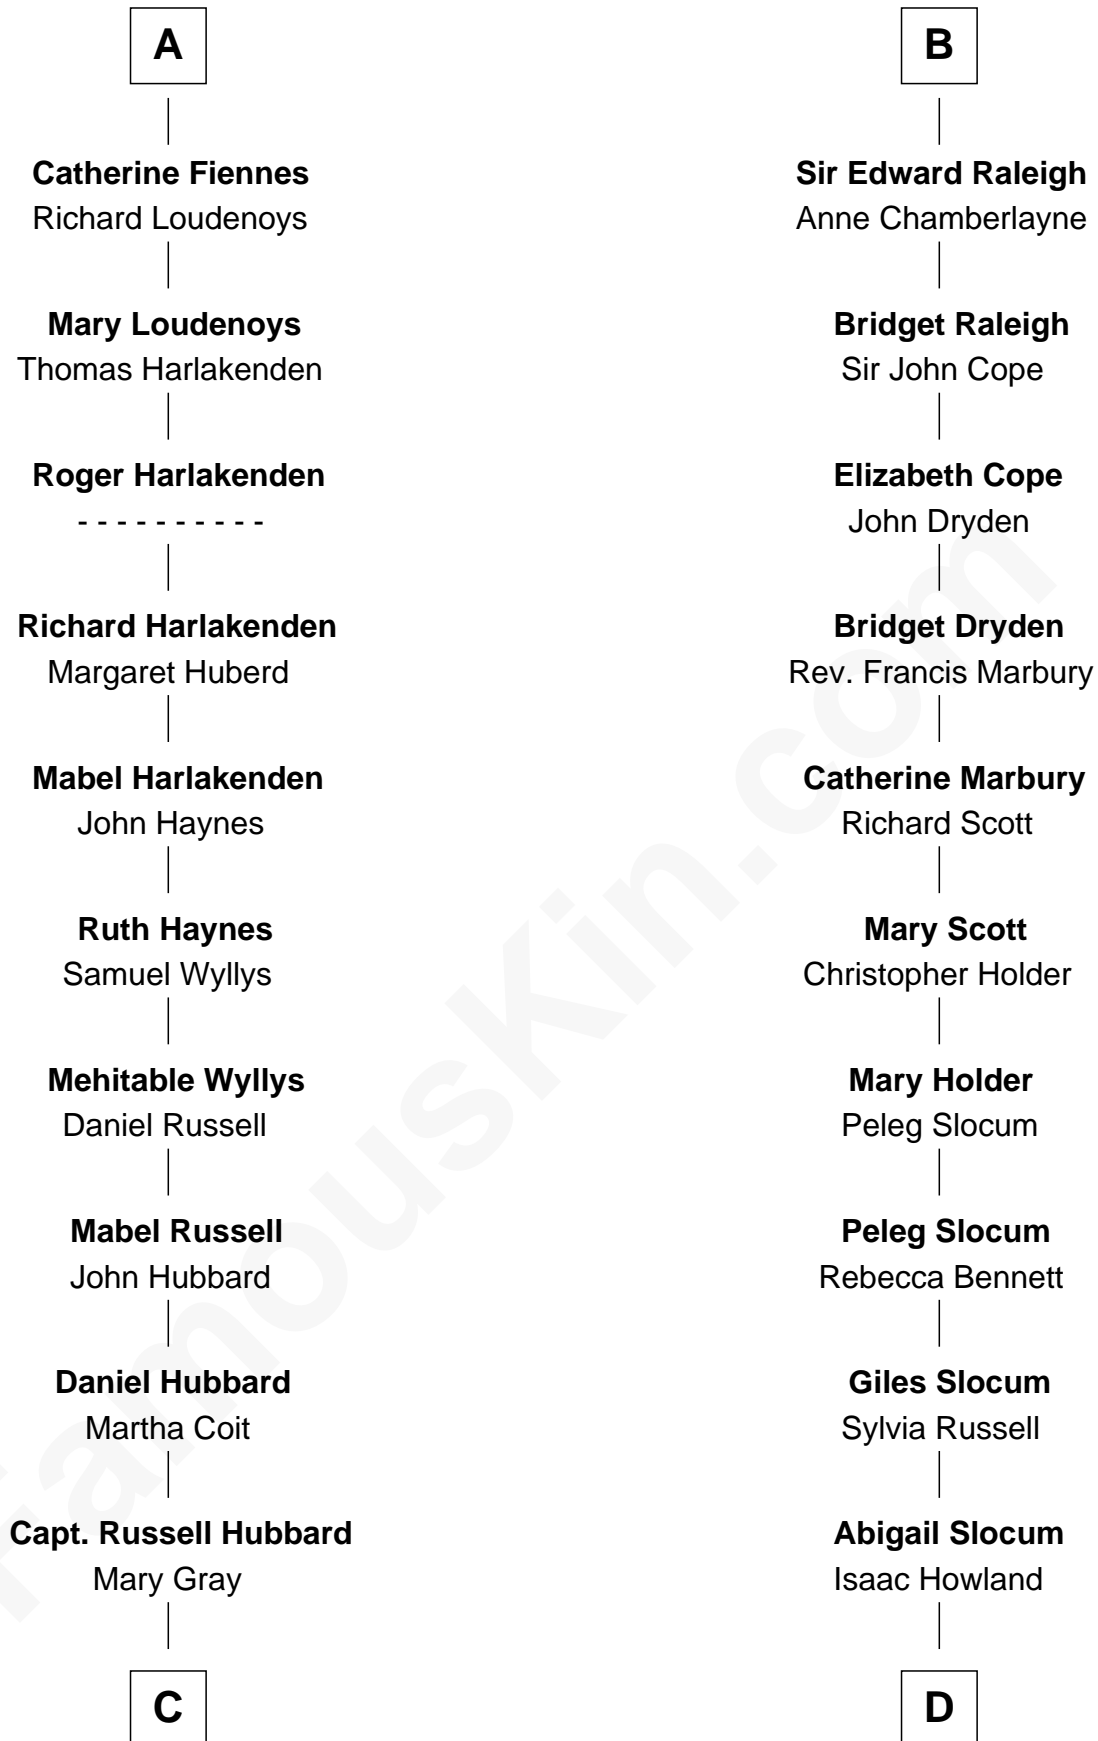 A
Catherine Fiennes
Richard Loudenoys
Mary Loudenoys
Thomas Harlakenden
Roger Harlakenden
- - - - - - - - - -
Richard Harlakenden
Margaret Huberd
Mabel Harlakenden
John Haynes
Ruth Haynes
Samuel Wyllys
Mehitable Wyllys
Daniel Russell
Mabel Russell
John Hubbard
Daniel Hubbard
Martha Coit
Capt. Russell Hubbard
Mary Gray
C
B
Sir Edward Raleigh
Anne Chamberlayne
Bridget Raleigh
Sir John Cope
Elizabeth Cope
John Dryden
Bridget Dryden
Rev. Francis Marbury
Catherine Marbury
Richard Scott
Mary Scott
Christopher Holder
Mary Holder
Peleg Slocum
Peleg Slocum
Rebecca Bennett
Giles Slocum
Sylvia Russell
Abigail Slocum
Isaac Howland
D
FamousKin.com